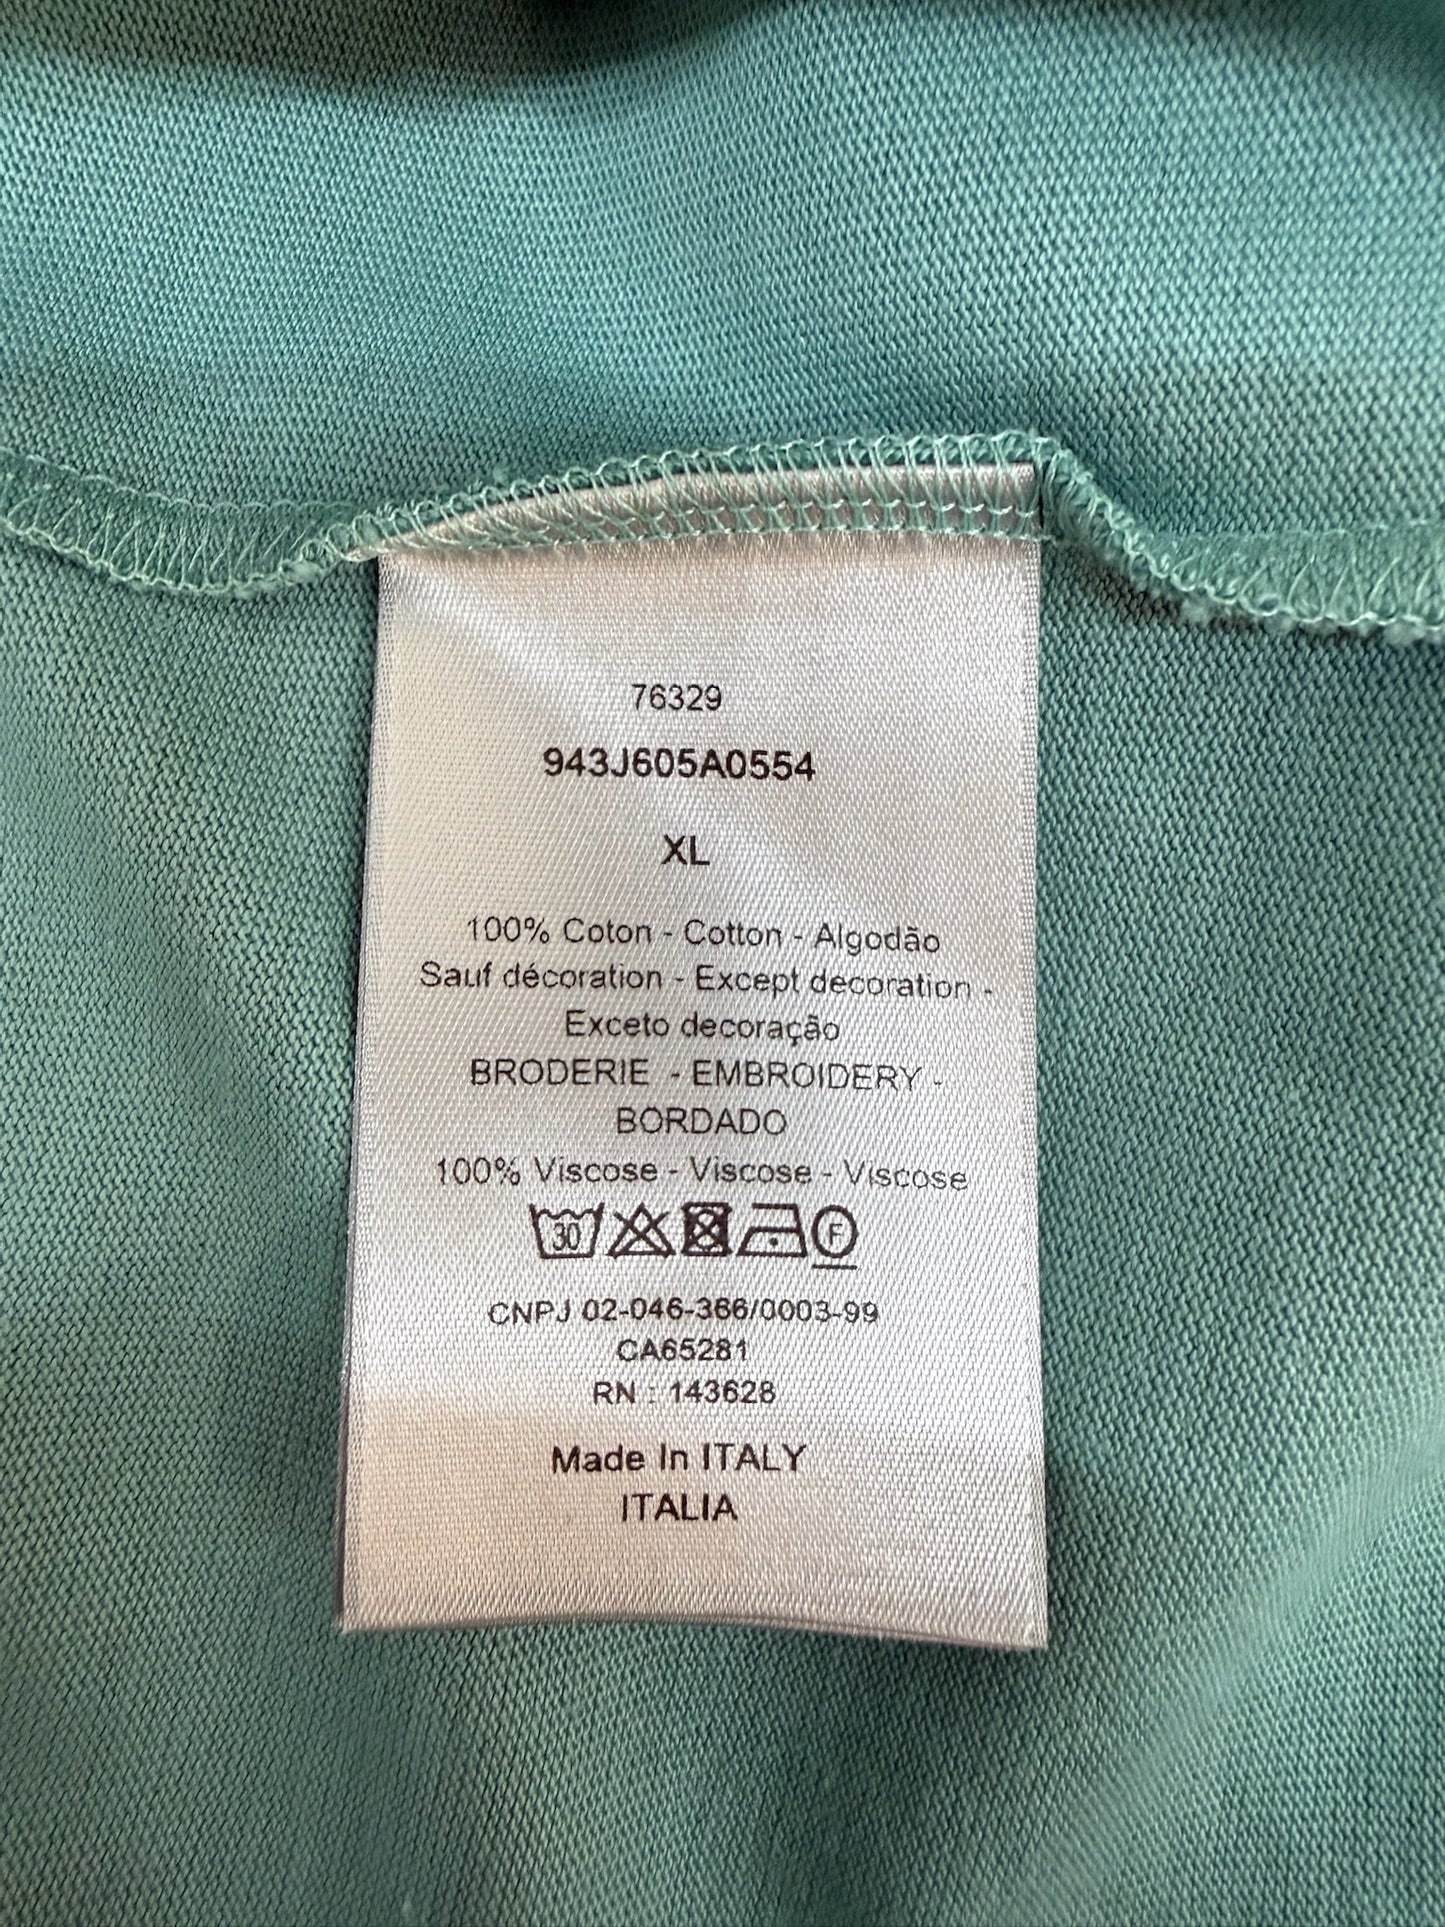 76329
943J605A0554
XL
100% Coton - Cotton - Algodão
Sauf décoration - Except decoration -
Exceto decoração
BRODERIE - EMBROIDERY -
BORDADO
100% Viscose - Viscose - Viscose
30 F
CNPJ 02-046-366/0003-99
CA65281
RN : 143628
Made In ITALY
ITALIA